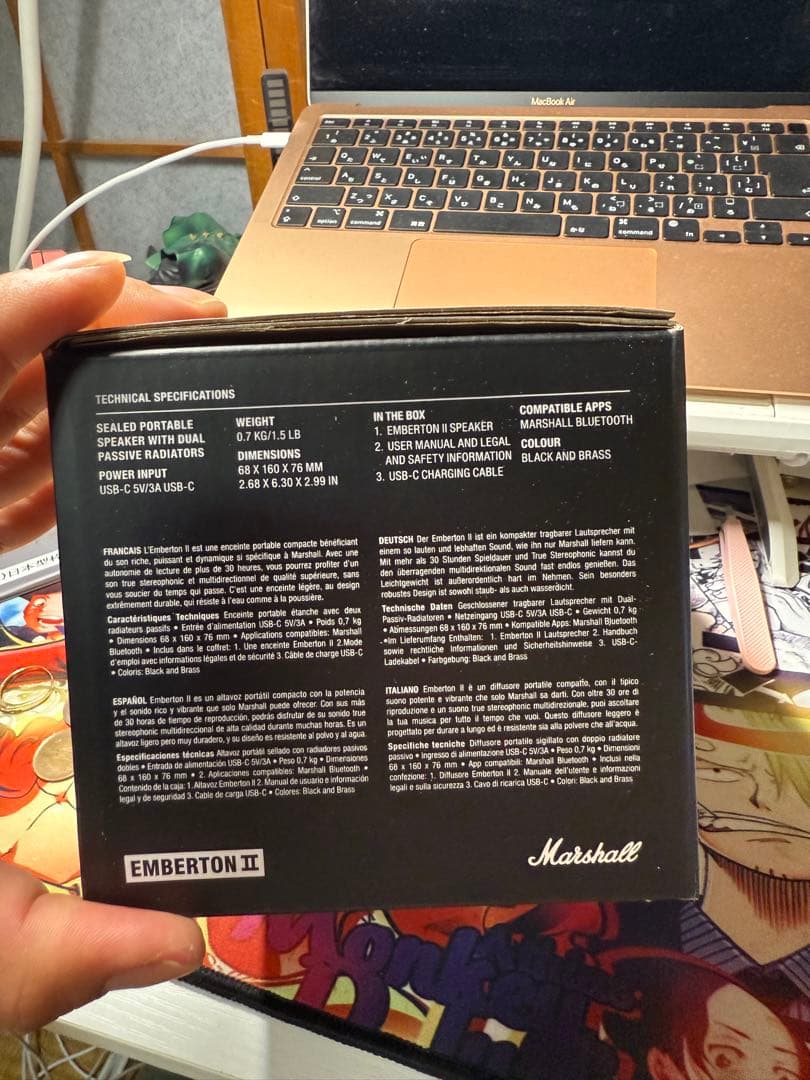 MacBook Air
TECHNICAL SPECIFICATIONS
SEALED PORTABLE
SPEAKER WITH DUAL
PASSIVE RADIATORS
POWER INPUT
USB-C 5V/3A USB-C
WEIGHT
0.7 KG/1.5 LB
DIMENSIONS
68 X 160 X 76 MM
2.68 X 6.30 X 2.99 IN
IN THE BOX
1. EMBERTON II SPEAKER
2. USER MANUAL AND LEGAL
AND SAFETY INFORMATION
3. USB-C CHARGING CABLE
COMPATIBLE APPS
MARSHALL BLUETOOTH
COLOUR
BLACK AND BRASS
FRANCAIS L'Emberton II est une enceinte portable compacte bénéficiant
du son riche, puissant et dynamique si spécifique à Marshall. Avec une
autonomie de lecture de plus de 30 heures, vous pourrez profiter d'un
son true stereophonic et multidirectionnel de qualité supérieure, sans
vous soucier du temps qui passe. C'est une enceinte légère, au design
extrêmement durable, qui résiste à l'eau comme à la poussière.
Caractéristiques Techniques Enceinte portable étanche avec deux
radiateurs passifs • Entrée d'alimentation USB-C 5V/3A • Poids 0,7 kg
• Dimensions 68 x 160 x 76 mm • Applications compatibles: Marshall
Bluetooth • Inclus dans le coffret: 1. Une enceinte Emberton II 2.Mode
d'emploi avec informations légales et de sécurité 3. Câble de charge USB-C
• Coloris: Black and Brass
DEUTSCH Der Emberton II ist ein kompakter tragbarer Lautsprecher mit
einem so lauten und lebhaften Sound, wie ihn nur Marshall liefern kann.
Mit mehr als 30 Stunden Spieldauer und True Stereophonic kannst du
den überragenden multidirektionalen Sound fast endlos genießen. Das
Leichtgewicht ist außerordentlich hart im Nehmen. Sein besonders
robustes Design ist sowohl staub- als auch wasserdicht.
Technische Daten Geschlossener tragbarer Lautsprecher mit Dual-
Passiv-Radiatoren • Netzeingang USB-C 5V/3A USB-C • Gewicht 0,7 kg
• Abmessungen 68 x 160 x 76 mm • Kompatible Apps: Marshall Bluetooth
• Im Lieferumfang Enthalten: 1. Emberton II Lautsprecher 2. Handbuch
sowie rechtliche Informationen und Sicherheitshinweise 3. USB-C-
Ladekabel • Farbgebung: Black and Brass
ESPAÑOL Emberton II es un altavoz portátil compacto con la potencia
y el sonido rico y vibrante que solo Marshall puede ofrecer. Con sus más
de 30 horas de tiempo de reproducción, podrás disfrutar de su sonido true
stereophonic multidireccional de alta calidad durante muchas horas. Es un
altavoz ligero pero muy duradero, y su diseño es resistente al polvo y al agua.
Especificaciones técnicas Altavoz portátil sellado con radiadores pasivos
dobles • Entrada de alimentación USB-C 5V/3A • Peso 0,7 kg • Dimensiones
68 x 160 x 76 mm • 2. Aplicaciones compatibles: Marshall Bluetooth •
Contenido de la caja: 1.Altavoz Emberton II 2. Manual de usuario e información
legal y de seguridad 3. Cable de carga USB-C • Colores: Black and Brass
ITALIANO Emberton II è un diffusore portatile compatto, con il tipico
suono potente e vibrante che solo Marshall sa darti. Con oltre 30 ore di
riproduzione e un suono true stereophonic multidirezionale, puoi ascoltare
la tua musica per tutto il tempo che vuoi. Questo diffusore leggero è
progettato per durare a lungo ed è resistente sia alla polvere che all'acqua.
Specifiche tecniche Diffusore portatile sigillato con doppio radiatore
passivo • Ingresso di alimentazione USB-C 5V/3A • Peso 0,7 kg • Dimensioni
68 x 160 x 76 mm • App compatibili: Marshall Bluetooth • Inclusi nella
confezione: 1. Diffusore Emberton II 2. Manuale dell'utente e informazioni
legali e sulla sicurezza 3. Cavo di ricarica USB-C • Colori: Black and Brass
EMBERTON II
Marshall